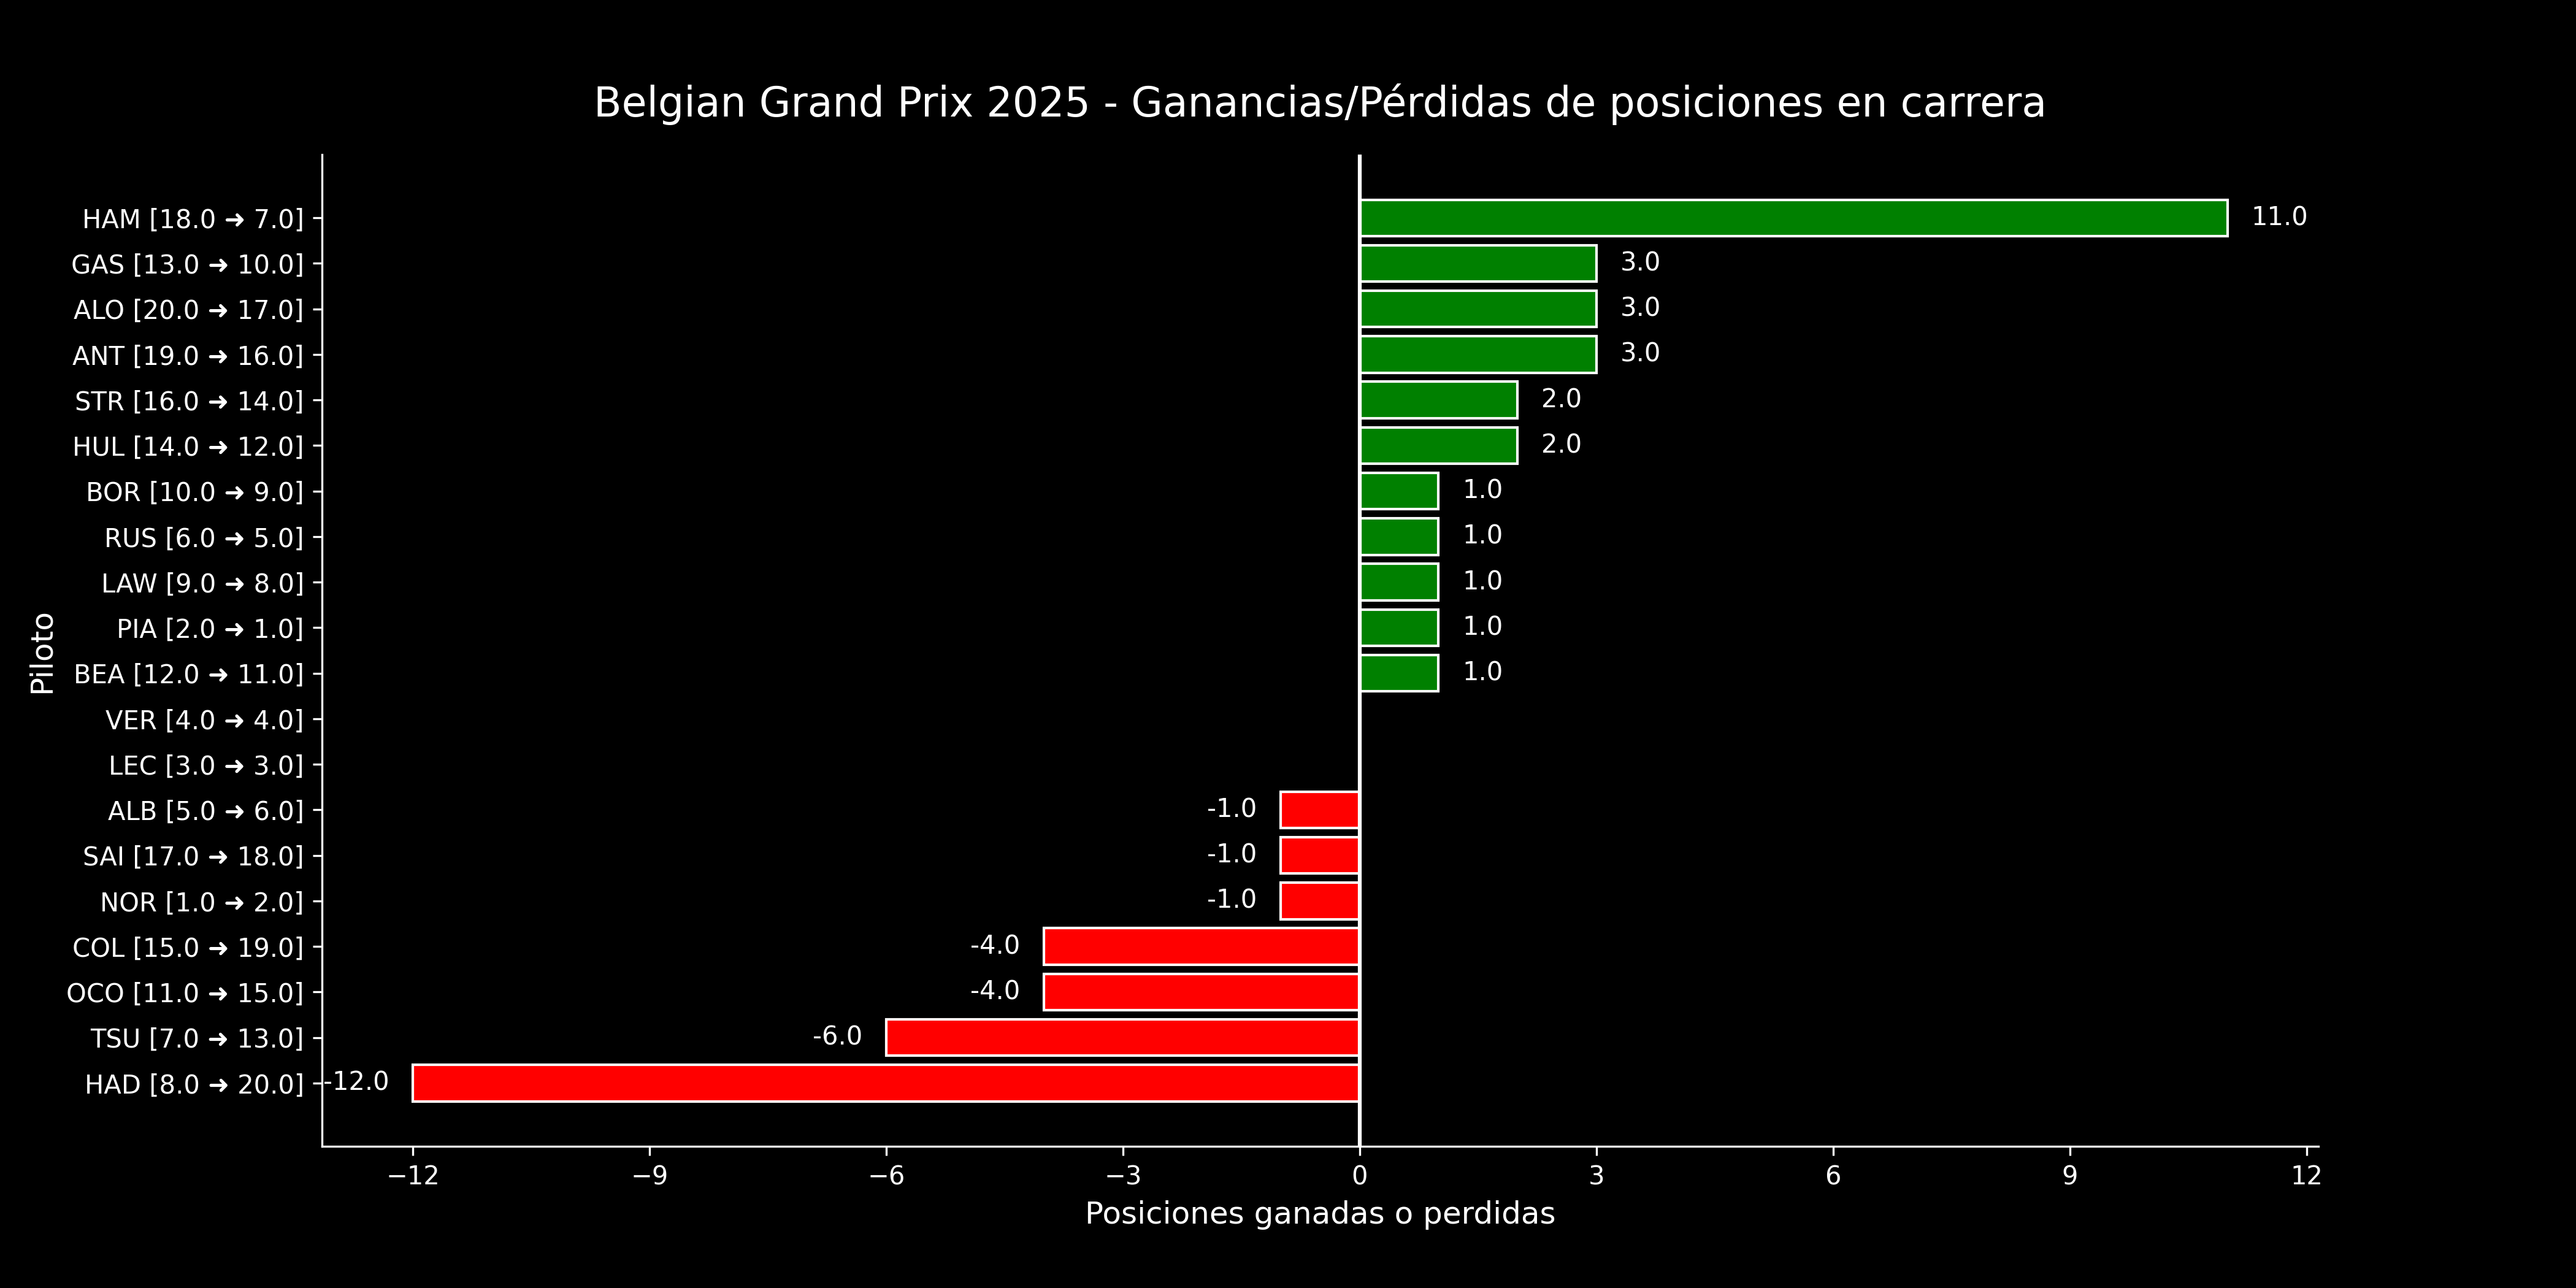 Belgian Grand Prix 2025 - Ganancias/Pérdidas de posiciones en carrera
Piloto
HAM [18.0 ➜ 7.0] 11.0
GAS [13.0 ➜ 10.0] 3.0
ALO [20.0 ➜ 17.0] 3.0
ANT [19.0 ➜ 16.0] 3.0
STR [16.0 ➜ 14.0] 2.0
HUL [14.0 ➜ 12.0] 2.0
BOR [10.0 ➜ 9.0] 1.0
RUS [6.0 ➜ 5.0] 1.0
LAW [9.0 ➜ 8.0] 1.0
PIA [2.0 ➜ 1.0] 1.0
BEA [12.0 ➜ 11.0] 1.0
VER [4.0 ➜ 4.0]
LEC [3.0 ➜ 3.0]
ALB [5.0 ➜ 6.0] -1.0
SAI [17.0 ➜ 18.0] -1.0
NOR [1.0 ➜ 2.0] -1.0
COL [15.0 ➜ 19.0] -4.0
OCO [11.0 ➜ 15.0] -4.0
TSU [7.0 ➜ 13.0] -6.0
HAD [8.0 ➜ 20.0] -12.0
−12 −9 −6 −3 0 3 6 9 12
Posiciones ganadas o perdidas